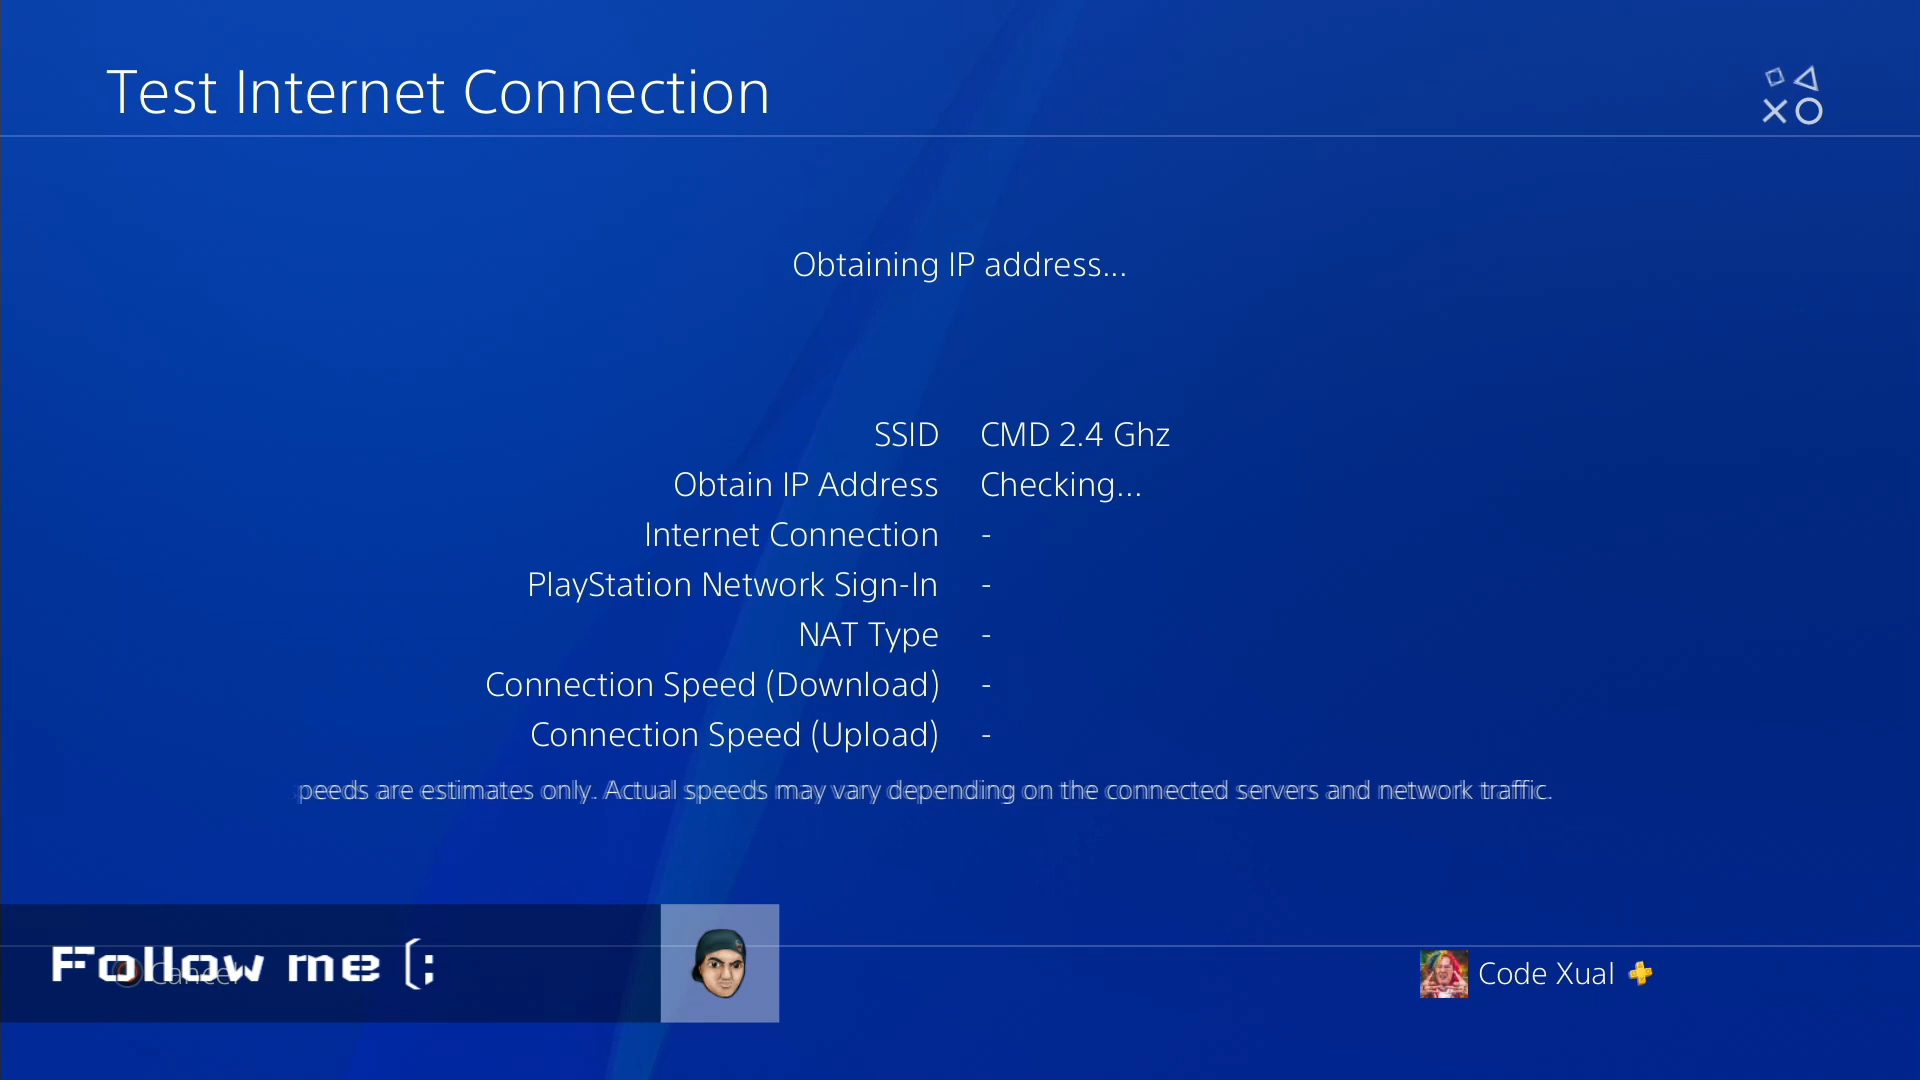 Test Internet Connection
Obtaining IP address...
SSID CMD 2.4 Ghz
Obtain IP Address Checking...
Internet Connection -
PlayStation Network Sign-In -
NAT Type -
Connection Speed (Download) -
Connection Speed (Upload) -
peeds are estimates only. Actual speeds may vary depending on the connected servers and network traffic.
Follow me (;
Cancel
Code Xual